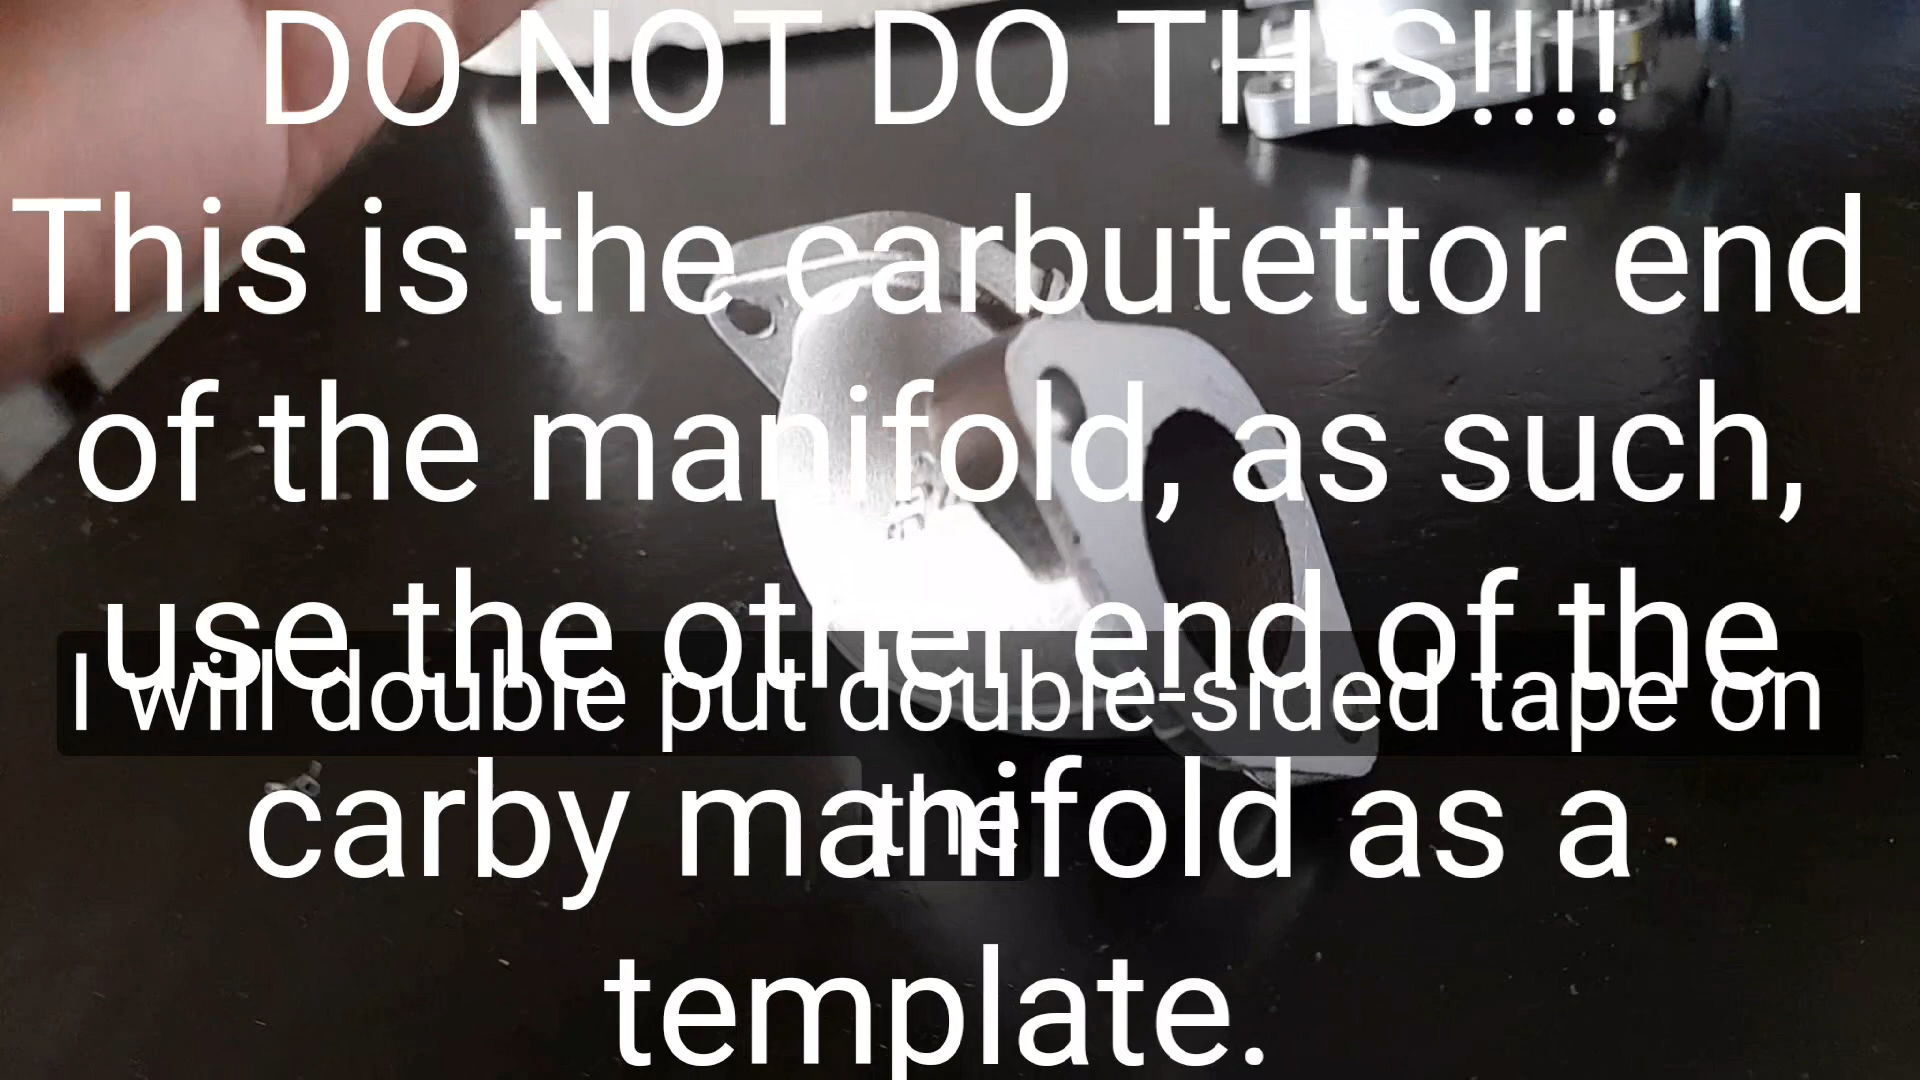 DO NOT DO THIS!!!!
This is the carbutettor end
of the manifold, as such,
use the other end of the
I will double put double-sided tape on
the
carby manifold as a
template.